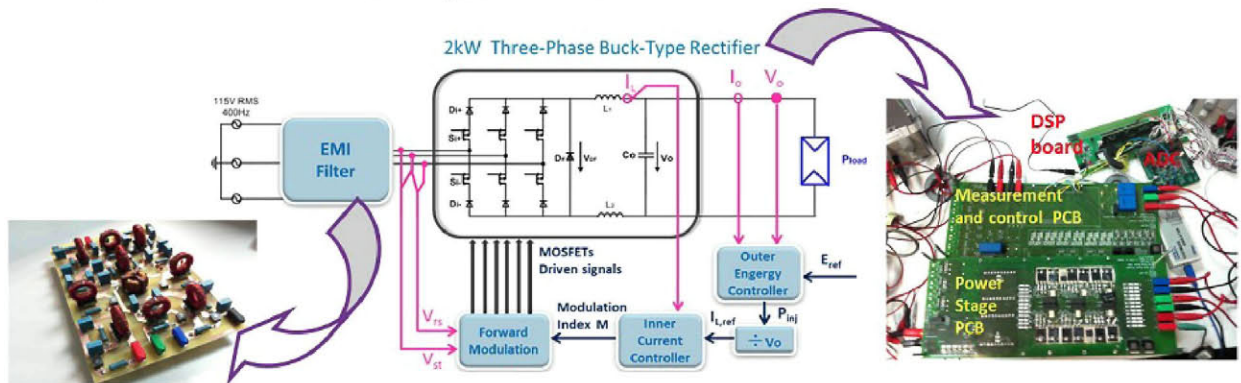 2kW Three-Phase Buck-Type Rectifier
115V RMS
400Hz
EMI
Filter
Di+
Si+
Si-
Di-
DF
VDF
L1
L2
IL
Io
Vo
Co
Vo
Pload
MOSFETs
Driven signals
Vrs
Vst
Forward
Modulation
Modulation
Index M
Inner
Current
Controller
IL,ref
÷ Vo
Pinj
Outer
Engergy
Controller
Eref
DSP
board
ADC
Measurement
and control PCB
Power
Stage
PCB